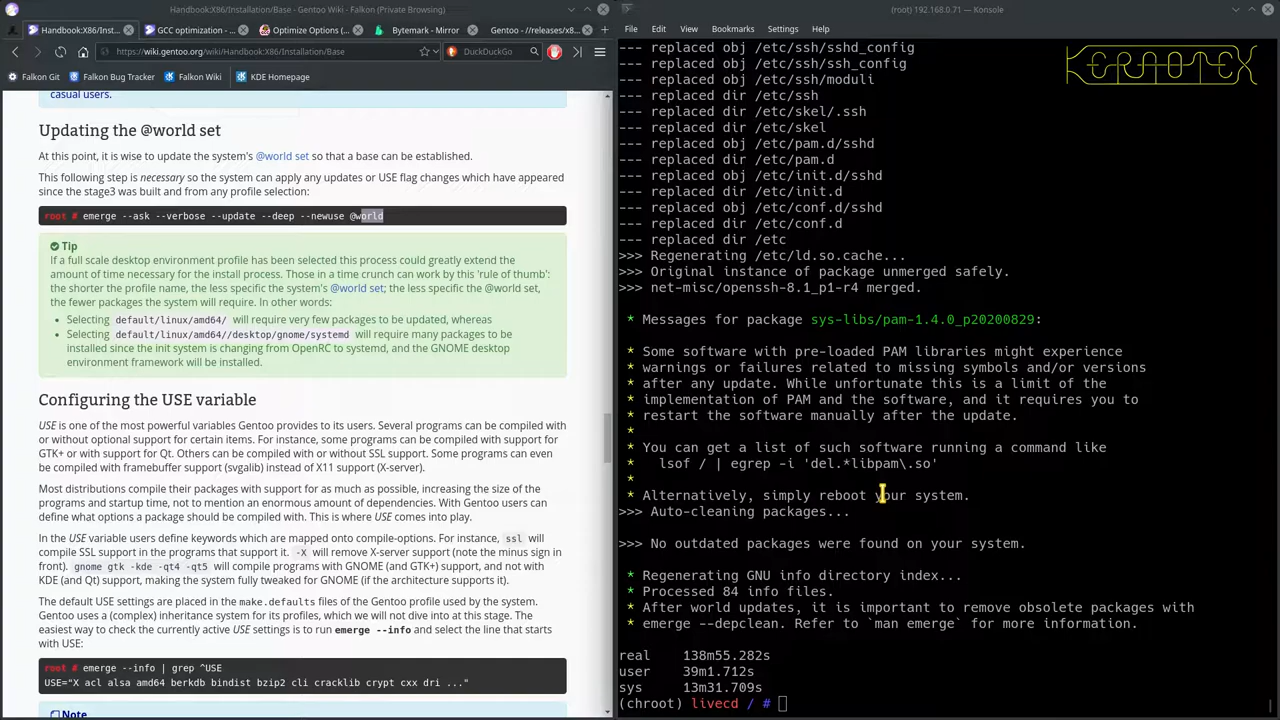 Handbook:X86/Installation/Base - Gentoo Wiki - Falkon (Private Browsing)
Handbook:X86/Inst...
GCC optimization - ...
Optimize Options (...
Bytemark - Mirror
Gentoo - //releases/x8...
https://wiki.gentoo.org/wiki/Handbook:X86/Installation/Base
DuckDuckGo
Falkon Git
Falkon Bug Tracker
Falkon Wiki
KDE Homepage
casual users.
Updating the @world set
At this point, it is wise to update the system's @world set so that a base can be established.
This following step is necessary so the system can apply any updates or USE flag changes which have appeared
since the stage3 was built and from any profile selection:
root # emerge --ask --verbose --update --deep --newuse @world
Tip
If a full scale desktop environment profile has been selected this process could greatly extend the
amount of time necessary for the install process. Those in a time crunch can work by this 'rule of thumb':
the shorter the profile name, the less specific the system's @world set; the less specific the @world set,
the fewer packages the system will require. In other words:
Selecting default/linux/amd64/ will require very few packages to be updated, whereas
Selecting default/linux/amd64//desktop/gnome/systemd will require many packages to be
installed since the init system is changing from OpenRC to systemd, and the GNOME desktop
environment framework will be installed.
Configuring the USE variable
USE is one of the most powerful variables Gentoo provides to its users. Several programs can be compiled with
or without optional support for certain items. For instance, some programs can be compiled with support for
GTK+ or with support for Qt. Others can be compiled with or without SSL support. Some programs can even
be compiled with framebuffer support (svgalib) instead of X11 support (X-server).
Most distributions compile their packages with support for as much as possible, increasing the size of the
programs and startup time, not to mention an enormous amount of dependencies. With Gentoo users can
define what options a package should be compiled with. This is where USE comes into play.
In the USE variable users define keywords which are mapped onto compile-options. For instance, ssl will
compile SSL support in the programs that support it. -X will remove X-server support (note the minus sign in
front). gnome gtk -kde -qt4 -qt5 will compile programs with GNOME (and GTK+) support, and not with
KDE (and Qt) support, making the system fully tweaked for GNOME (if the architecture supports it).
The default USE settings are placed in the make.defaults files of the Gentoo profile used by the system.
Gentoo uses a (complex) inheritance system for its profiles, which we will not dive into at this stage. The
easiest way to check the currently active USE settings is to run emerge --info and select the line that starts
with USE:
root # emerge --info | grep ^USE
USE="X acl alsa amd64 berkdb bindist bzip2 cli cracklib crypt cxx dri ..."
Note
(root) 192.168.0.71 — Konsole
File Edit View Bookmarks Settings Help
KERAOTEX
--- replaced obj /etc/ssh/sshd_config
--- replaced obj /etc/ssh/ssh_config
--- replaced obj /etc/ssh/moduli
--- replaced dir /etc/ssh
--- replaced obj /etc/skel/.ssh
--- replaced dir /etc/skel
--- replaced obj /etc/pam.d/sshd
--- replaced dir /etc/pam.d
--- replaced obj /etc/init.d/sshd
--- replaced dir /etc/init.d
--- replaced obj /etc/conf.d/sshd
--- replaced dir /etc/conf.d
--- replaced dir /etc
>>> Regenerating /etc/ld.so.cache...
>>> Original instance of package unmerged safely.
>>> net-misc/openssh-8.1_p1-r4 merged.
* Messages for package sys-libs/pam-1.4.0_p20200829:
* Some software with pre-loaded PAM libraries might experience
* warnings or failures related to missing symbols and/or versions
* after any update. While unfortunate this is a limit of the
* implementation of PAM and the software, and it requires you to
* restart the software manually after the update.
*
* You can get a list of such software running a command like
* lsof / | egrep -i 'del.*libpam\.so'
*
* Alternatively, simply reboot your system.
>>> Auto-cleaning packages...
>>> No outdated packages were found on your system.
* Regenerating GNU info directory index...
* Processed 84 info files.
* After world updates, it is important to remove obsolete packages with
* emerge --depclean. Refer to `man emerge` for more information.
real 138m55.282s
user 39m1.712s
sys 13m31.709s
(chroot) livecd / #